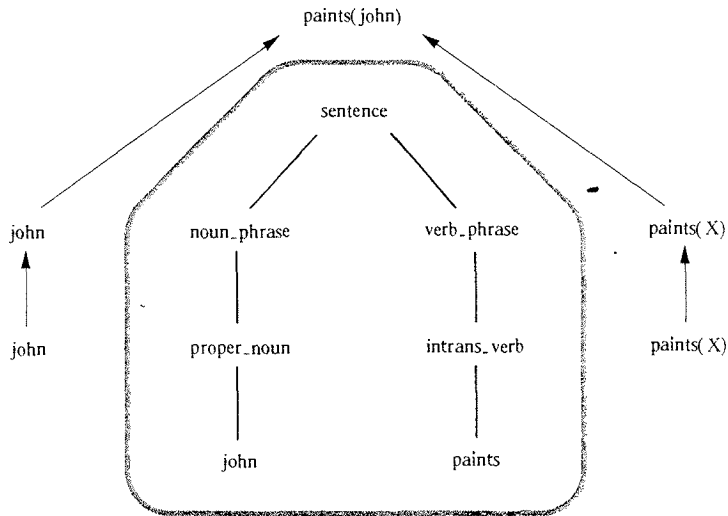 paints(john)
sentence
john noun_phrase verb_phrase paints(X)
john proper_noun intrans_verb paints(X)
john paints